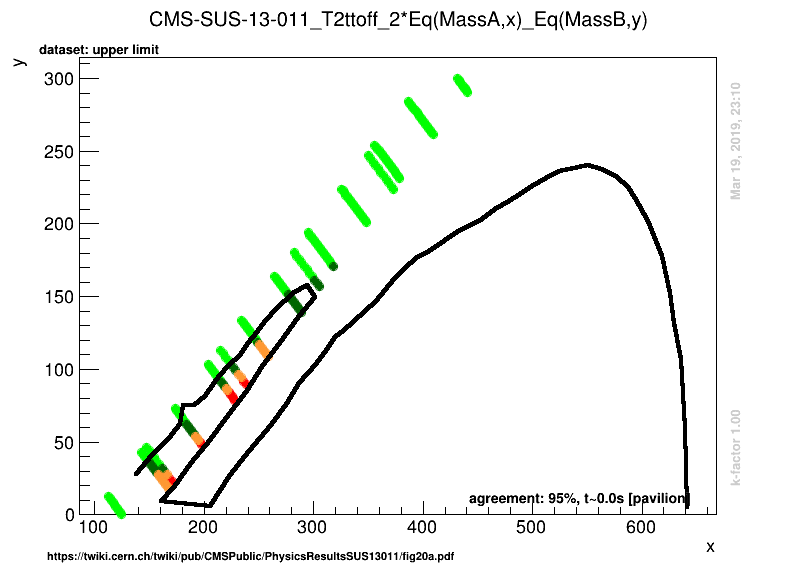 CMS-SUS-13-011_T2ttoff_2*Eq(MassA,x)_Eq(MassB,y)
dataset: upper limit
y
300
250
200
150
100
50
0
100 200 300 400 500 600
x
agreement: 95%, t~0.0s [pavilion]
Mar 19, 2019, 23:10
k-factor 1.00
https://twiki.cern.ch/twiki/pub/CMSPublic/PhysicsResultsSUS13011/fig20a.pdf